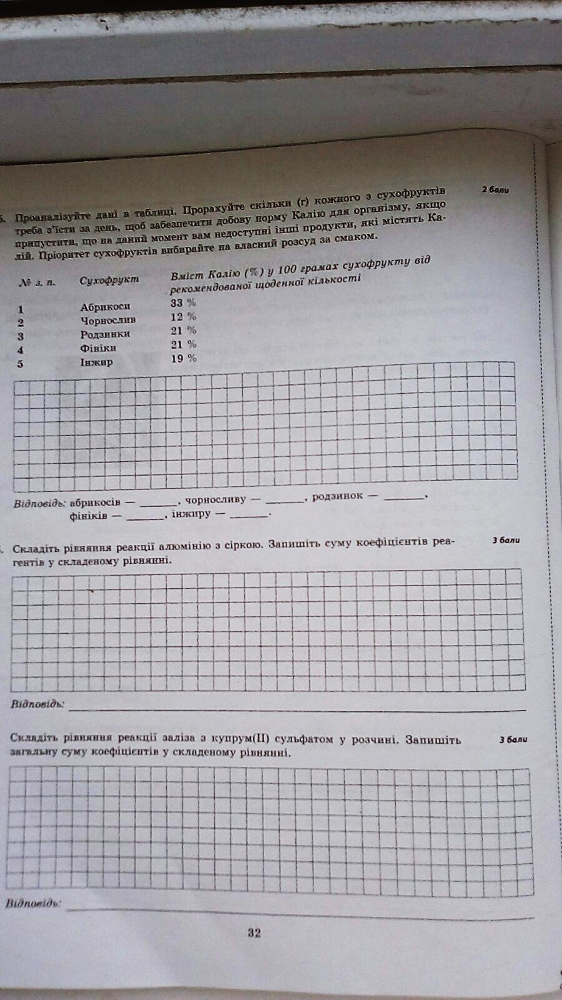 5. Проаналізуйте дані в таблиці. Прорахуйте скільки (г) кожного з сухофруктів
2 бали
треба з'їсти за день, щоб забезпечити добову норму Калію для організму, якщо
припустити, що на даний момент вам недоступні інші продукти, які містять Ка-
лій. Пріоритет сухофруктів вибирайте на власний розсуд за смаком.
№ з. п. Сухофрукт Вміст Калію (%) у 100 грамах сухофрукту від
рекомендованої щоденної кількості
1 Абрикоси 33 %
2 Чорнослив 12 %
3 Родзинки 21 %
4 Фініки 21 %
5 Інжир 19 %
Відповідь: абрикосів — ______, чорносливу — ______, родзинок — ______,
фініків — ______, інжиру — ______.
Складіть рівняння реакції алюмінію з сіркою. Запишіть суму коефіцієнтів реа-
3 бали
гентів у складеному рівнянні.
Відповідь:
Складіть рівняння реакції заліза з купрум(II) сульфатом у розчині. Запишіть
3 бали
загальну суму коефіцієнтів у складеному рівнянні.
Відповідь:
32